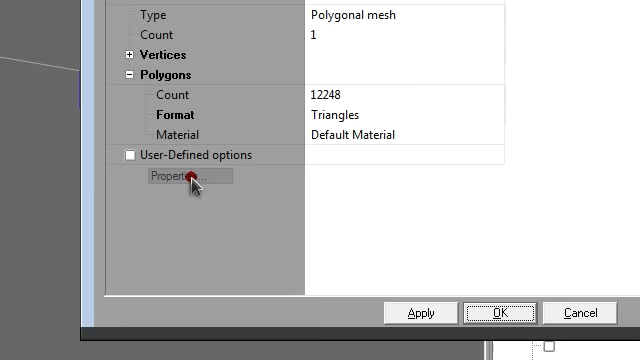 Type Polygonal mesh
Count 1
Vertices
Polygons
Count 12248
Format Triangles
Material Default Material
User-Defined options
Apply OK Cancel